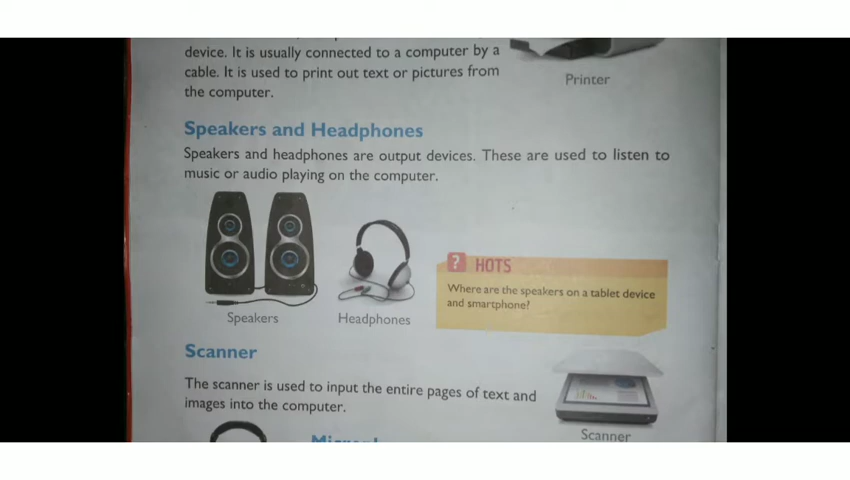 device. It is usually connected to a computer by a
cable. It is used to print out text or pictures from
the computer.
Printer
Speakers and Headphones
Speakers and headphones are output devices. These are used to listen to
music or audio playing on the computer.
? HOTS
Where are the speakers on a tablet device
and smartphone?
Speakers
Headphones
Scanner
The scanner is used to input the entire pages of text and
images into the computer.
Scanner